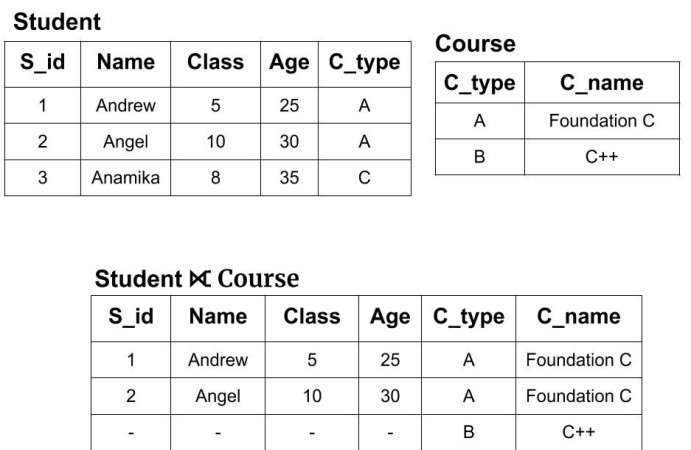 Student
S_id Name Class Age C_type
1 Andrew 5 25 A
2 Angel 10 30 A
3 Anamika 8 35 C
Course
C_type C_name
A Foundation C
B C++
Student ⟖ Course
S_id Name Class Age C_type C_name
1 Andrew 5 25 A Foundation C
2 Angel 10 30 A Foundation C
- - - - B C++